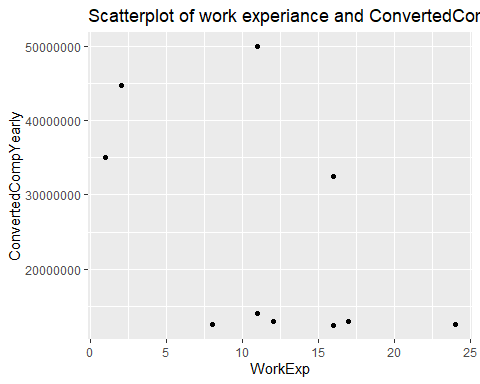 Scatterplot of work experiance and ConvertedCor
50000000
40000000
30000000
20000000
ConvertedCompYearly
0 5 10 15 20 25
WorkExp